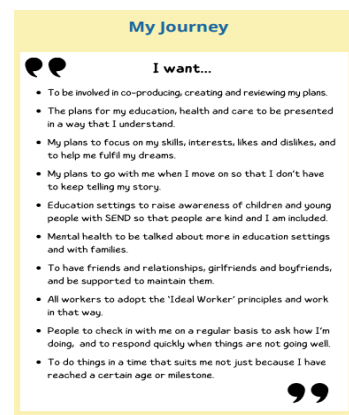 My Journey
I want...
• To be involved in co-producing, creating and reviewing my plans.
• The plans for my education, health and care to be presented
in a way that I understand.
• My plans to focus on my skills, interests, likes and dislikes, and
to help me fulfil my dreams.
• My plans to go with me when I move on so that I don't have
to keep telling my story.
• Education settings to raise awareness of children and young
people with SEND so that people are kind and I am included.
• Mental health to be talked about more in education settings
and with families.
• To have friends and relationships, girlfriends and boyfriends,
and be supported to maintain them.
• All workers to adopt the 'Ideal Worker' principles and work
in that way.
• People to check in with me on a regular basis to ask how I'm
doing, and to respond quickly when things are not going well.
• To do things in a time that suits me not just because I have
reached a certain age or milestone.